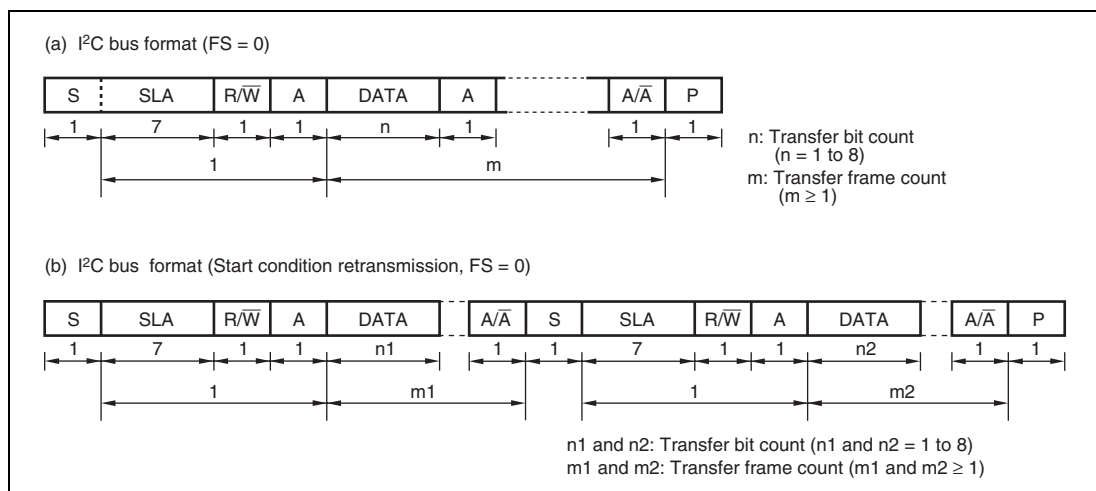 (a) I²C bus format (FS = 0)
S SLA R/W̅ A DATA A A/A̅ P
1 7 1 1 n 1 1 1
1 m
n: Transfer bit count
(n = 1 to 8)
m: Transfer frame count
(m ≥ 1)
(b) I²C bus format (Start condition retransmission, FS = 0)
S SLA R/W̅ A DATA A/A̅ S SLA R/W̅ A DATA A/A̅ P
1 7 1 1 n1 1 1 7 1 1 n2 1 1
1 m1 1 m2
n1 and n2: Transfer bit count (n1 and n2 = 1 to 8)
m1 and m2: Transfer frame count (m1 and m2 ≥ 1)